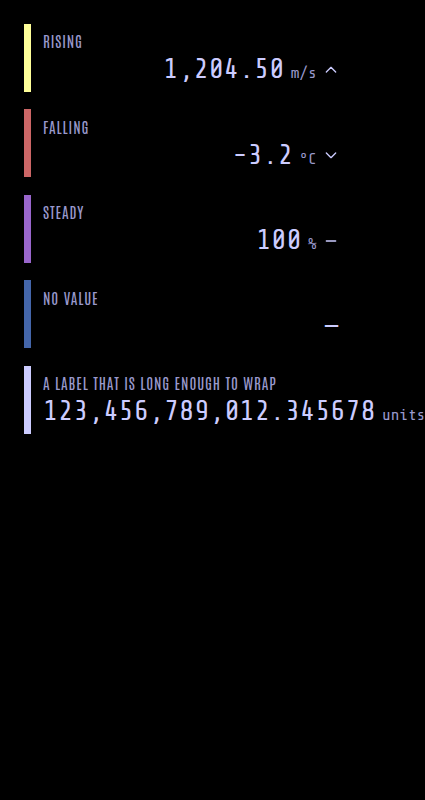 RISING
1,204.50 m/s
FALLING
−3.2 °C
STEADY
100 % −
NO VALUE
—
A LABEL THAT IS LONG ENOUGH TO WRAP
123,456,789,012.345678 units